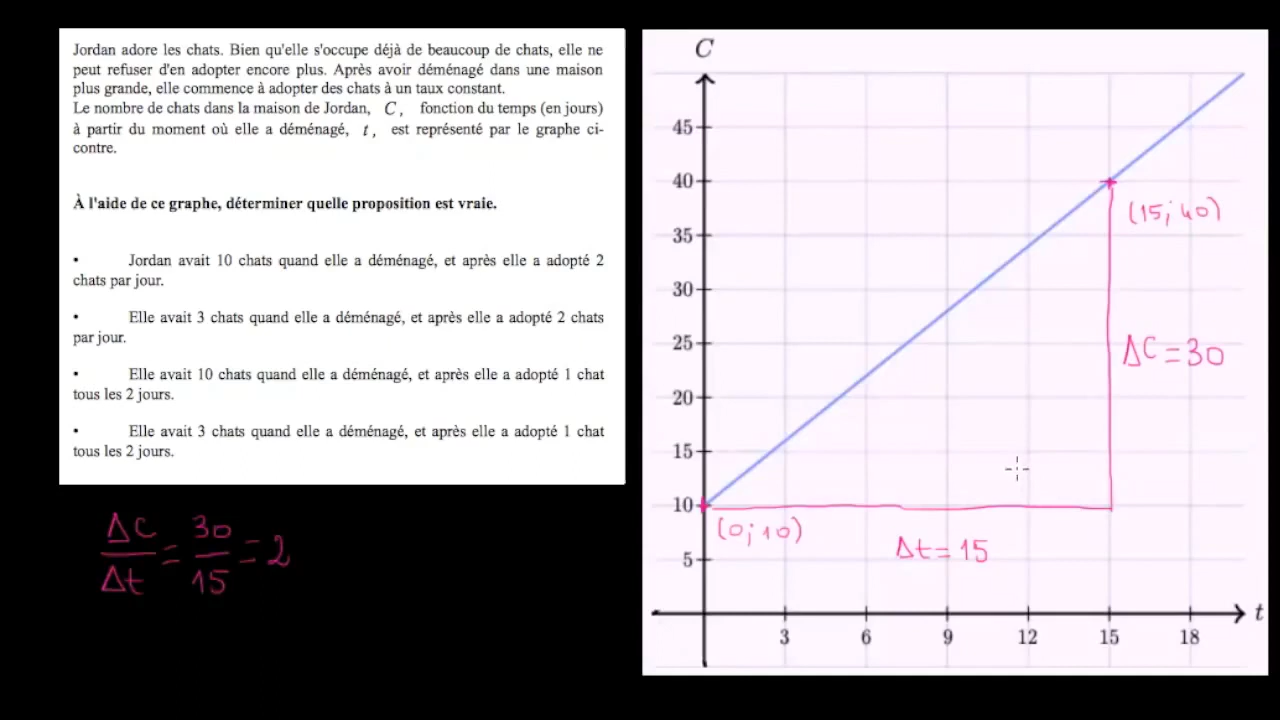 Jordan adore les chats. Bien qu'elle s'occupe déjà de beaucoup de chats, elle ne
peut refuser d'en adopter encore plus. Après avoir déménagé dans une maison
plus grande, elle commence à adopter des chats à un taux constant.
Le nombre de chats dans la maison de Jordan, C, fonction du temps (en jours)
à partir du moment où elle a déménagé, t, est représenté par le graphe ci-
contre.
À l'aide de ce graphe, déterminer quelle proposition est vraie.
• Jordan avait 10 chats quand elle a déménagé, et après elle a adopté 2
chats par jour.
• Elle avait 3 chats quand elle a déménagé, et après elle a adopté 2 chats
par jour.
• Elle avait 10 chats quand elle a déménagé, et après elle a adopté 1 chat
tous les 2 jours.
• Elle avait 3 chats quand elle a déménagé, et après elle a adopté 1 chat
tous les 2 jours.
ΔC/Δt = 30/15 = 2
C
45
40
(15; 40)
35
30
ΔC = 30
25
20
15
10
(0; 10)
Δt = 15
5
t
3 6 9 12 15 18